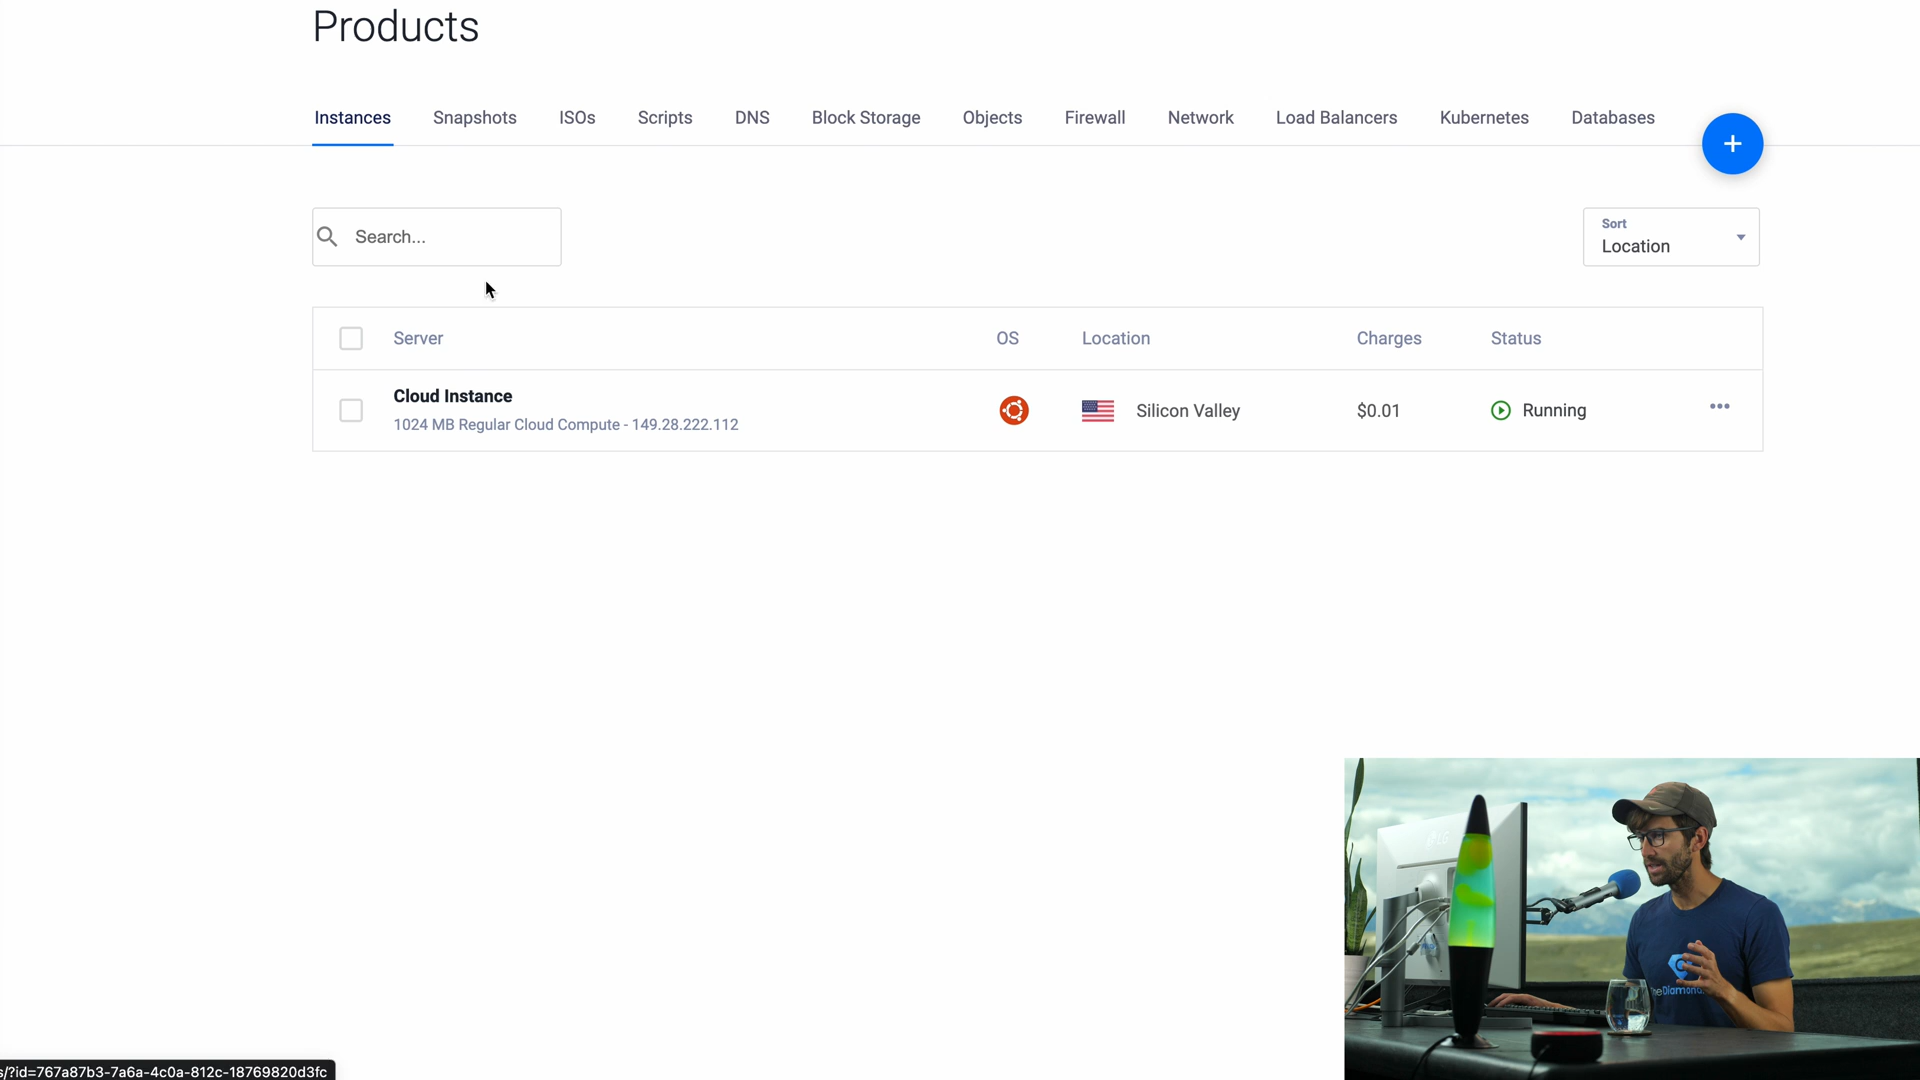 Products
Instances Snapshots ISOs Scripts DNS Block Storage Objects Firewall Network Load Balancers Kubernetes Databases
+
Search...
Sort
Location
Server OS Location Charges Status
Cloud Instance
1024 MB Regular Cloud Compute - 149.28.222.112
Silicon Valley $0.01 Running
LG
heDiamond
s/?id=767a87b3-7a6a-4c0a-812c-18769820d3fc